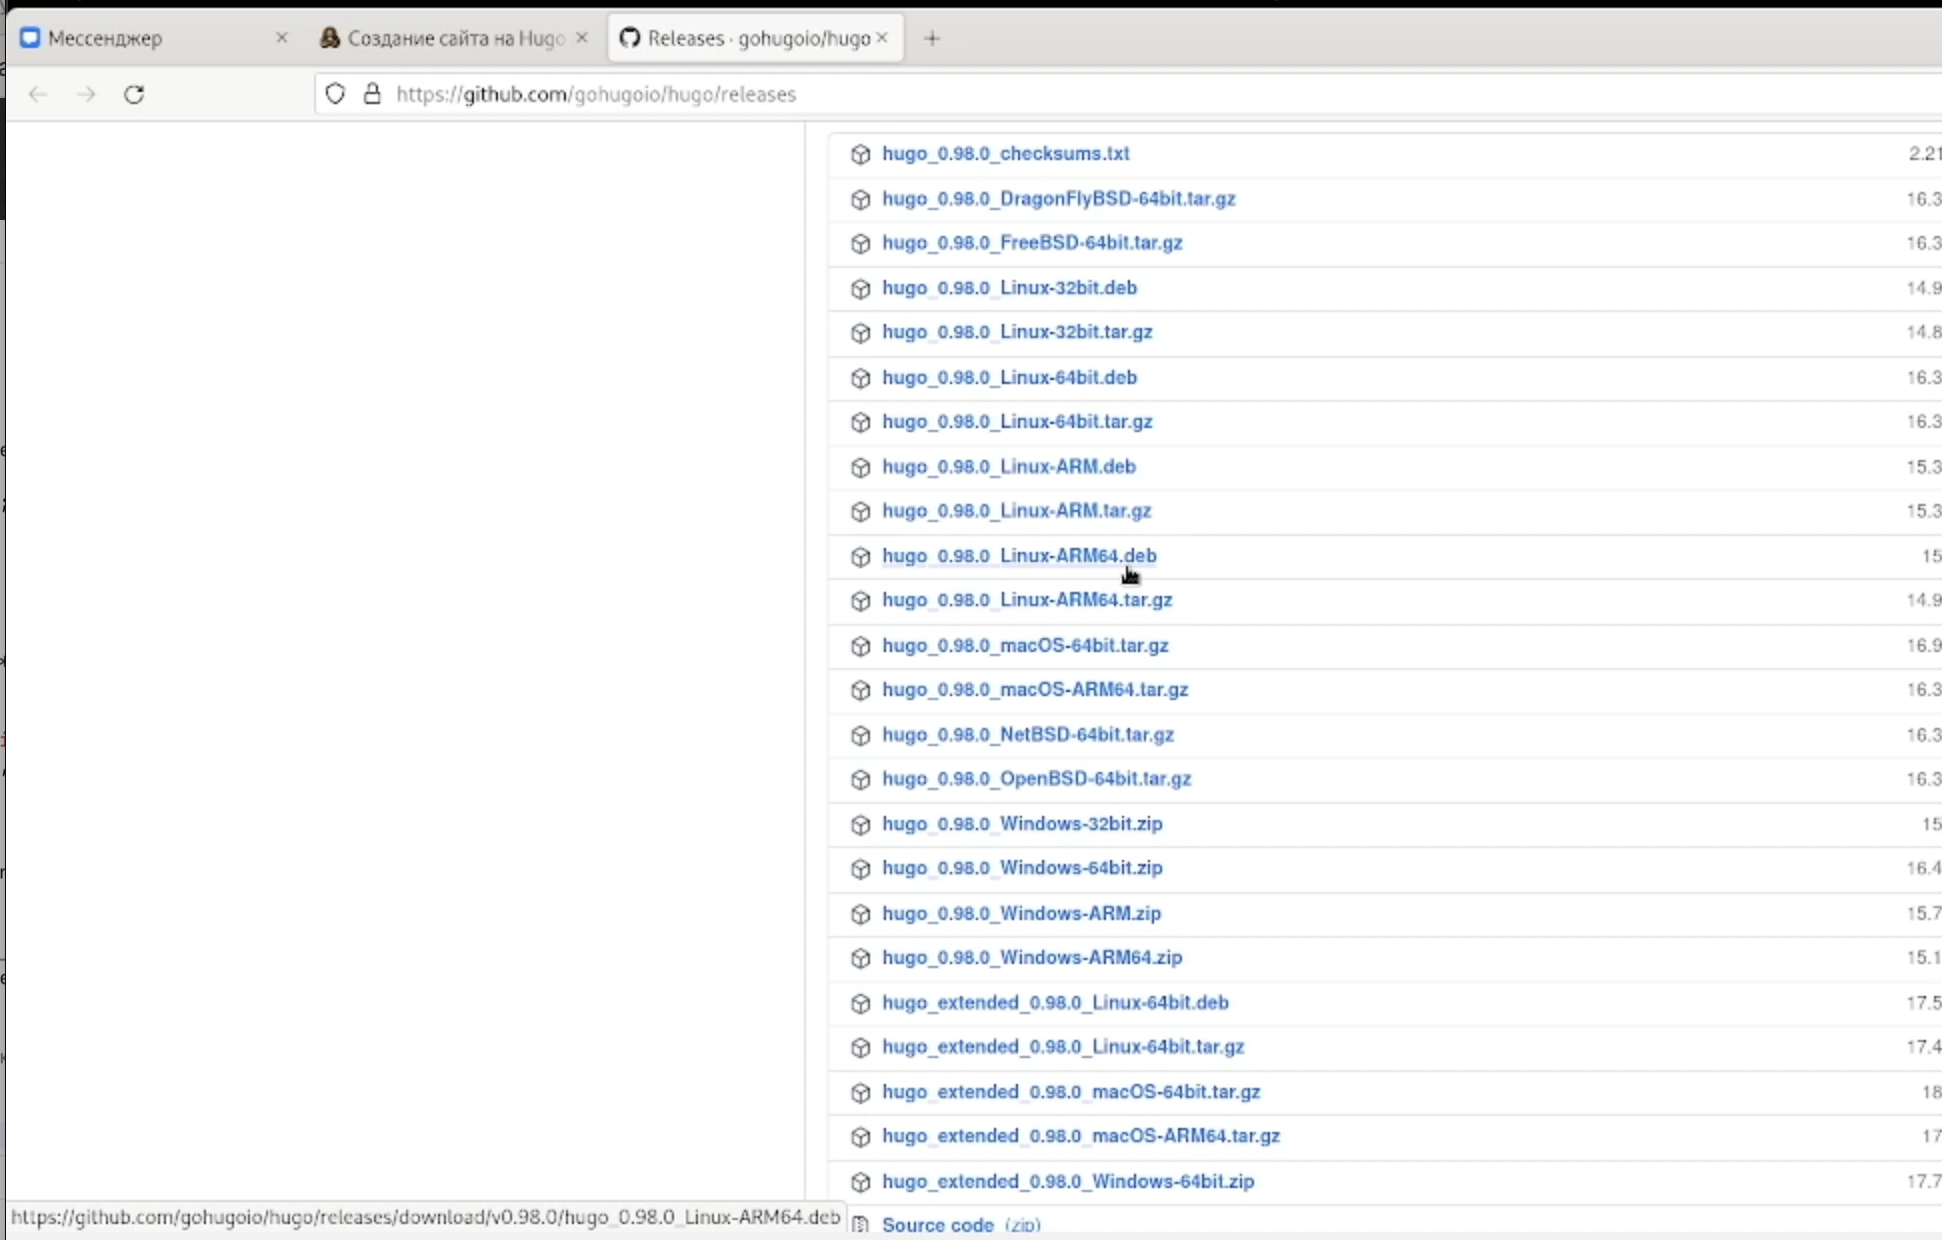 Мессенджер
Создание сайта на Hugo
Releases · gohugoio/hugo
https://github.com/gohugoio/hugo/releases
hugo_0.98.0_checksums.txt 2.21
hugo_0.98.0_DragonFlyBSD-64bit.tar.gz 16.3
hugo_0.98.0_FreeBSD-64bit.tar.gz 16.3
hugo_0.98.0_Linux-32bit.deb 14.9
hugo_0.98.0_Linux-32bit.tar.gz 14.8
hugo_0.98.0_Linux-64bit.deb 16.3
hugo_0.98.0_Linux-64bit.tar.gz 16.3
hugo_0.98.0_Linux-ARM.deb 15.3
hugo_0.98.0_Linux-ARM.tar.gz 15.3
hugo_0.98.0_Linux-ARM64.deb 15
hugo_0.98.0_Linux-ARM64.tar.gz 14.9
hugo_0.98.0_macOS-64bit.tar.gz 16.9
hugo_0.98.0_macOS-ARM64.tar.gz 16.3
hugo_0.98.0_NetBSD-64bit.tar.gz 16.3
hugo_0.98.0_OpenBSD-64bit.tar.gz 16.3
hugo_0.98.0_Windows-32bit.zip 15
hugo_0.98.0_Windows-64bit.zip 16.4
hugo_0.98.0_Windows-ARM.zip 15.7
hugo_0.98.0_Windows-ARM64.zip 15.1
hugo_extended_0.98.0_Linux-64bit.deb 17.5
hugo_extended_0.98.0_Linux-64bit.tar.gz 17.4
hugo_extended_0.98.0_macOS-64bit.tar.gz 18
hugo_extended_0.98.0_macOS-ARM64.tar.gz 17
hugo_extended_0.98.0_Windows-64bit.zip 17.7
Source code (zip)
https://github.com/gohugoio/hugo/releases/download/v0.98.0/hugo_0.98.0_Linux-ARM64.deb